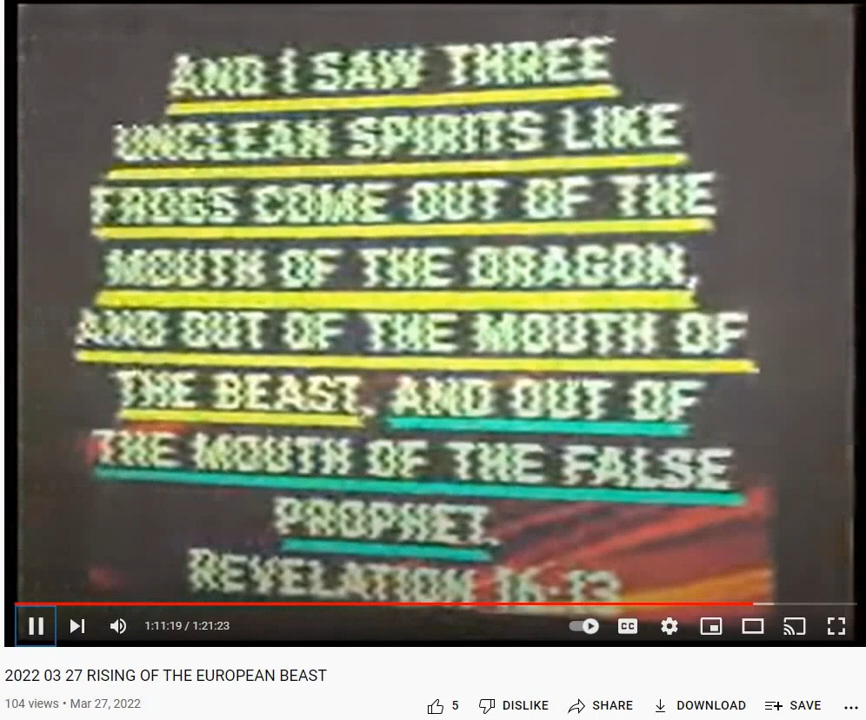 AND I SAW THREE
UNCLEAN SPIRITS LIKE
FROGS COME OUT OF THE
MOUTH OF THE DRAGON,
AND OUT OF THE MOUTH OF
THE BEAST, AND OUT OF
THE MOUTH OF THE FALSE
PROPHET.
REVELATION 16:13
1:11:19 / 1:21:23
CC
2022 03 27 RISING OF THE EUROPEAN BEAST
104 views • Mar 27, 2022
5 DISLIKE SHARE DOWNLOAD SAVE